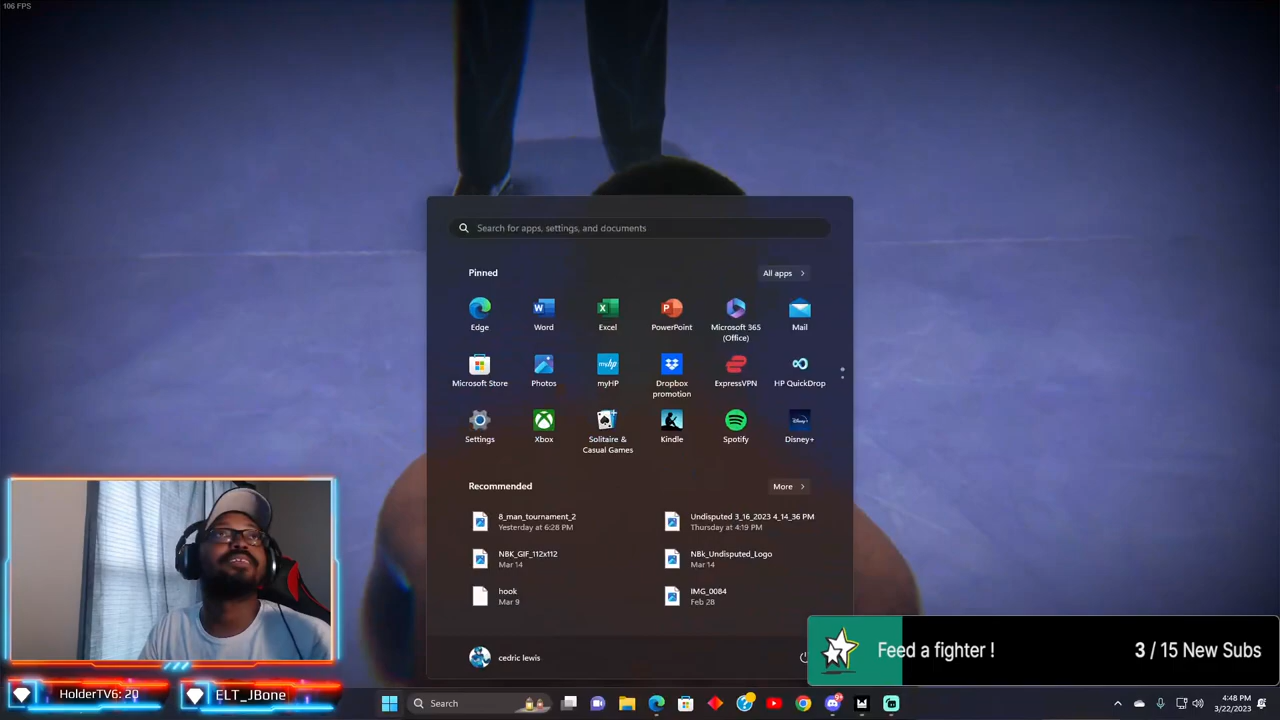 106 FPS
Search for apps, settings, and documents
Pinned
All apps
Edge
Word
Excel
PowerPoint
Microsoft 365
(Office)
Mail
Microsoft Store
Photos
myHP
Dropbox
promotion
ExpressVPN
HP QuickDrop
Settings
Xbox
Solitaire &
Casual Games
Kindle
Spotify
Disney+
Recommended
More
8_man_tournament_2
Yesterday at 6:28 PM
Undisputed 3_16_2023 4_14_36 PM
Thursday at 4:19 PM
NBK_GIF_112x112
Mar 14
NBk_Undisputed_Logo
Mar 14
hook
Mar 9
IMG_0084
Feb 28
cedric lewis
Feed a fighter !
3 / 15 New Subs
HolderTV6: 20
ELT_JBone
Search
4:48 PM
3/22/2023